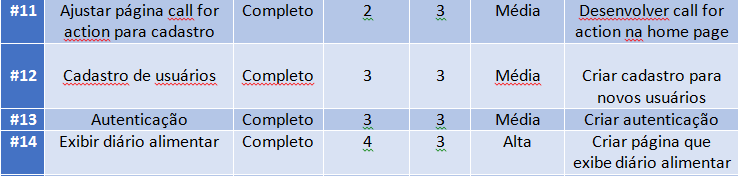 #11 Ajustar página call for action para cadastro Completo 2 3 Média Desenvolver call for action na home page
#12 Cadastro de usuários Completo 3 3 Média Criar cadastro para novos usuários
#13 Autenticação Completo 3 3 Média Criar autenticação
#14 Exibir diário alimentar Completo 4 3 Alta Criar página que exibe diário alimentar